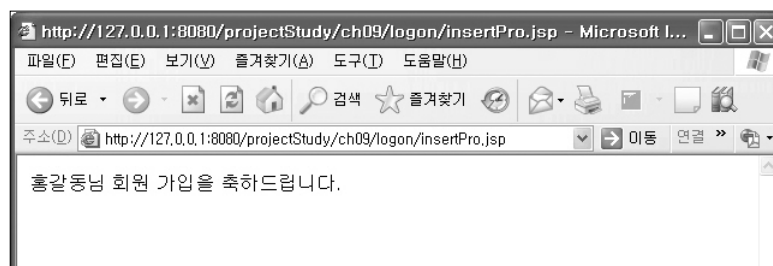 http://127.0.0.1:8080/projectStudy/ch09/logon/insertPro.jsp - Microsoft I...
파일(F) 편집(E) 보기(V) 즐겨찾기(A) 도구(T) 도움말(H)
뒤로 검색 즐겨찾기
주소(D) http://127.0.0.1:8080/projectStudy/ch09/logon/insertPro.jsp 이동 연결 »
홍갈동님 회원 가입을 축하드립니다.